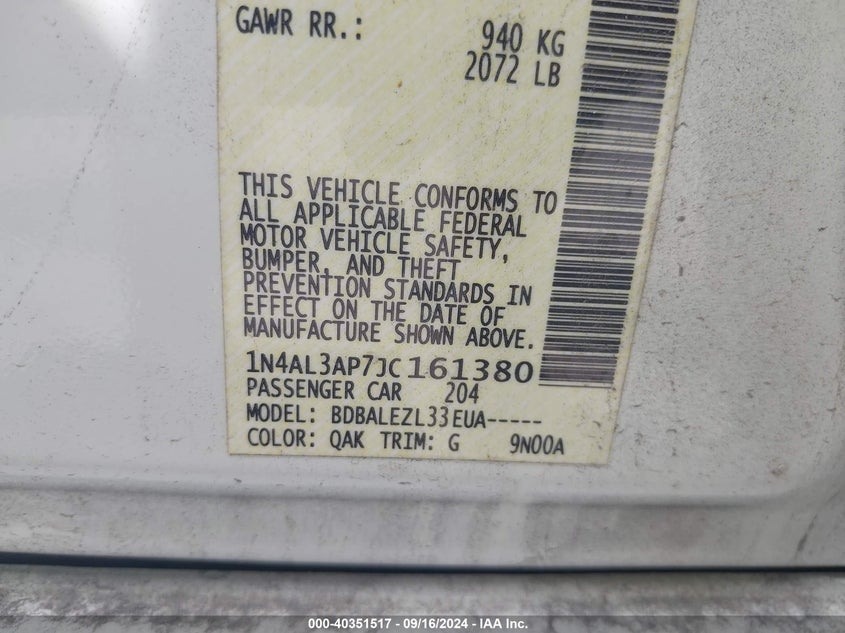 GAWR RR.: 940 KG
2072 LB
THIS VEHICLE CONFORMS TO
ALL APPLICABLE FEDERAL
MOTOR VEHICLE SAFETY,
BUMPER, AND THEFT
PREVENTION STANDARDS IN
EFFECT ON THE DATE OF
MANUFACTURE SHOWN ABOVE.
1N4AL3AP7JC161380
PASSENGER CAR 204
MODEL: BDBALEZL33EUA-----
COLOR: QAK TRIM: G 9N00A
000-40351517 - 09/16/2024 - IAA Inc.